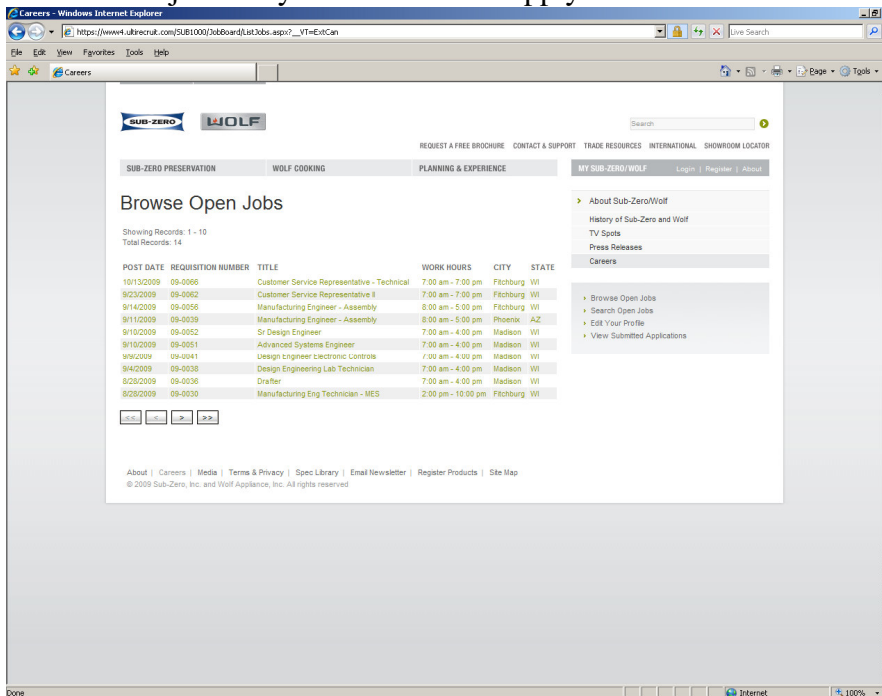 Careers - Windows Internet Explorer
https://www4.ultirecruit.com/SUB1000/JobBoard/ListJobs.aspx?__VT=ExtCan
Live Search
File Edit View Favorites Tools Help
Careers
Page Tools
SUB-ZERO WOLF
Search
REQUEST A FREE BROCHURE CONTACT & SUPPORT TRADE RESOURCES INTERNATIONAL SHOWROOM LOCATOR
SUB-ZERO PRESERVATION WOLF COOKING PLANNING & EXPERIENCE MY SUB-ZERO/WOLF Login | Register | About
Browse Open Jobs
Showing Records: 1 - 10
Total Records: 14
POST DATE REQUISITION NUMBER TITLE WORK HOURS CITY STATE
10/13/2009 09-0066 Customer Service Representative - Technical 7:00 am - 7:00 pm Fitchburg WI
9/23/2009 09-0062 Customer Service Representative II 7:00 am - 7:00 pm Fitchburg WI
9/14/2009 09-0056 Manufacturing Engineer - Assembly 8:00 am - 5:00 pm Fitchburg WI
9/11/2009 09-0039 Manufacturing Engineer - Assembly 8:00 am - 5:00 pm Phoenix AZ
9/10/2009 09-0052 Sr Design Engineer 7:00 am - 4:00 pm Madison WI
9/10/2009 09-0051 Advanced Systems Engineer 7:00 am - 4:00 pm Madison WI
9/9/2009 09-0041 Design Engineer Electronic Controls 7:00 am - 4:00 pm Madison WI
9/4/2009 09-0038 Design Engineering Lab Technician 7:00 am - 4:00 pm Madison WI
8/28/2009 09-0036 Drafter 7:00 am - 4:00 pm Madison WI
8/28/2009 09-0030 Manufacturing Eng Technician - MES 2:00 pm - 10:00 pm Fitchburg WI
<< < > >>
About Sub-Zero/Wolf
History of Sub-Zero and Wolf
TV Spots
Press Releases
Careers
Browse Open Jobs
Search Open Jobs
Edit Your Profile
View Submitted Applications
About | Careers | Media | Terms & Privacy | Spec Library | Email Newsletter | Register Products | Site Map
© 2009 Sub-Zero, Inc. and Wolf Appliance, Inc. All rights reserved
Done Internet 100%